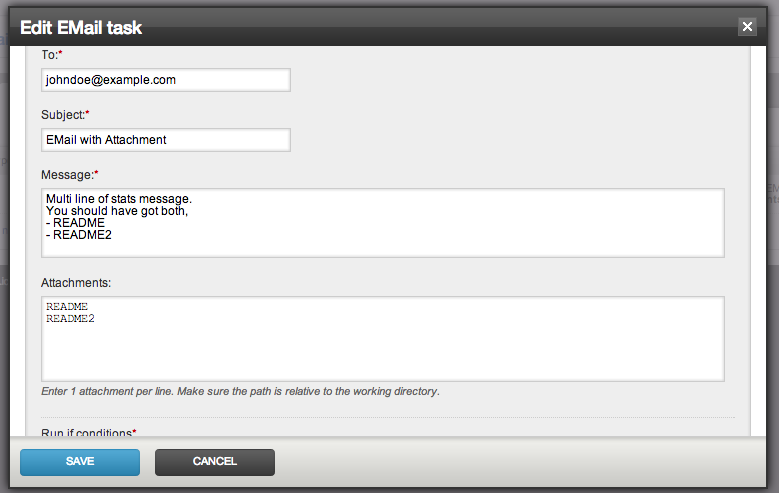 Edit EMail task
To:*
johndoe@example.com
Subject:*
EMail with Attachment
Message:*
Multi line of stats message.
You should have got both,
- README
- README2
Attachments:
README
README2
Enter 1 attachment per line. Make sure the path is relative to the working directory.
Run if conditions*
SAVE
CANCEL